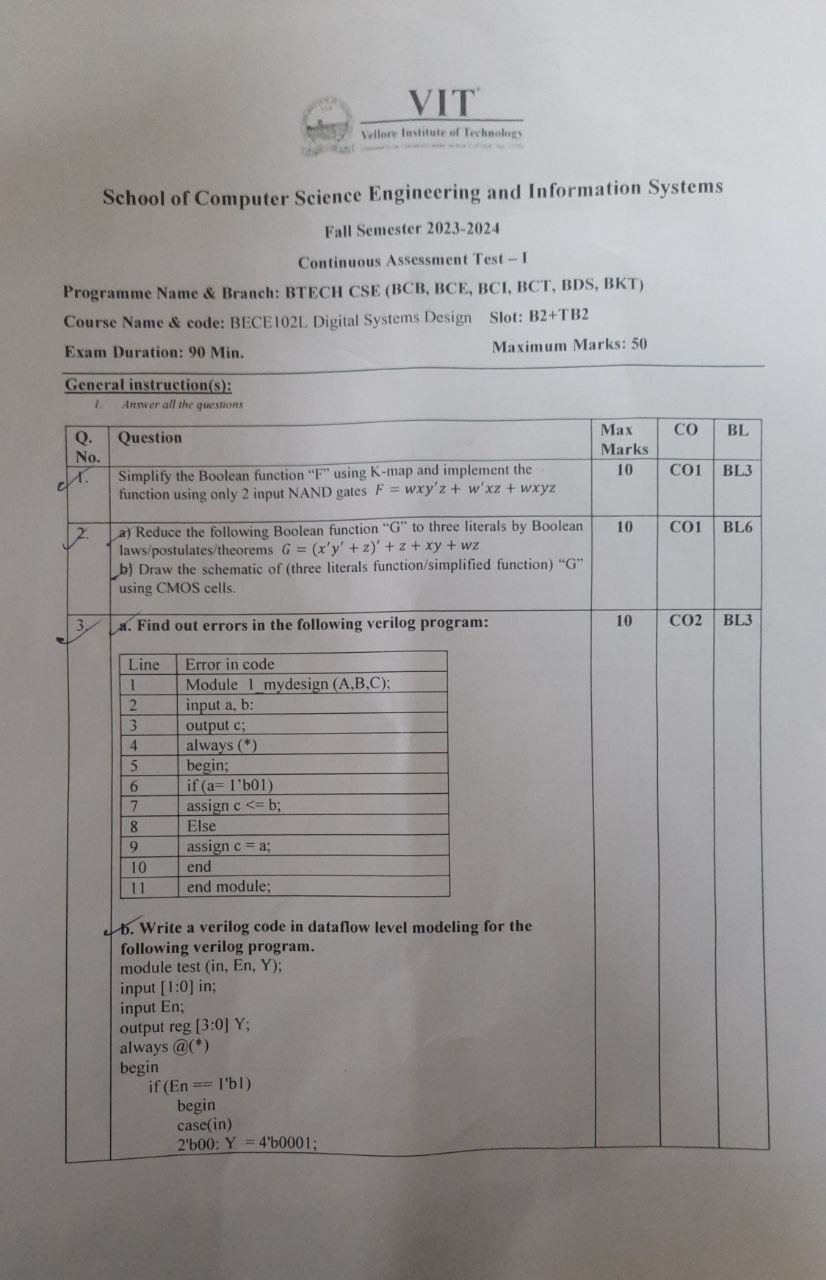 VIT
Vellore Institute of Technology
School of Computer Science Engineering and Information Systems
Fall Semester 2023-2024
Continuous Assessment Test – I
Programme Name & Branch: BTECH CSE (BCB, BCE, BCI, BCT, BDS, BKT)
Course Name & code: BECE102L Digital Systems Design Slot: B2+TB2
Exam Duration: 90 Min. Maximum Marks: 50
General instruction(s):
1. Answer all the questions
Q. No. Question Max Marks CO BL
1. Simplify the Boolean function “F” using K-map and implement the 10 CO1 BL3
function using only 2 input NAND gates F = wxy'z + w'xz + wxyz
2. a) Reduce the following Boolean function “G” to three literals by Boolean 10 CO1 BL6
laws/postulates/theorems G = (x'y' + z)' + z + xy + wz
b) Draw the schematic of (three literals function/simplified function) “G”
using CMOS cells.
3. a. Find out errors in the following verilog program: 10 CO2 BL3
Line Error in code
1 Module 1_mydesign (A,B,C);
2 input a, b:
3 output c;
4 always (*)
5 begin;
6 if (a= 1’b01)
7 assign c <= b;
8 Else
9 assign c = a;
10 end
11 end module;
b. Write a verilog code in dataflow level modeling for the
following verilog program.
module test (in, En, Y);
input [1:0] in;
input En;
output reg [3:0] Y;
always @(*)
begin
if (En == 1'b1)
begin
case(in)
2'b00: Y = 4'b0001;